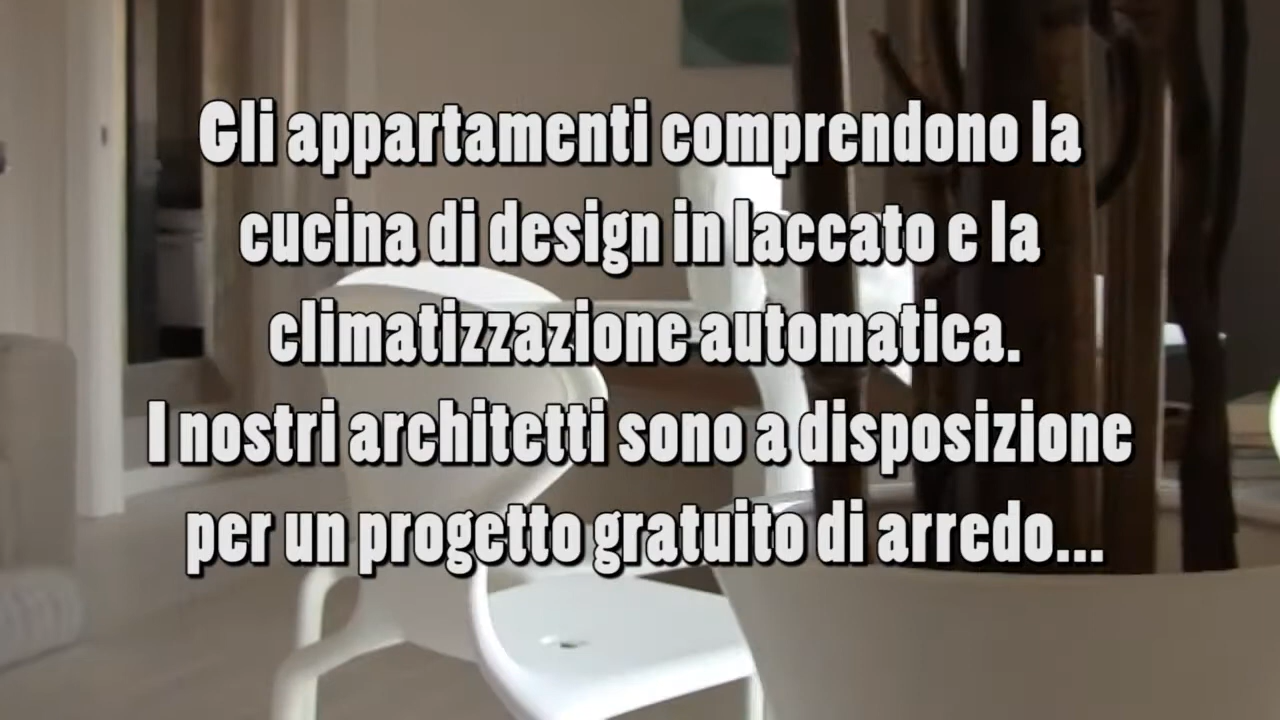 Gli appartamenti comprendono la
cucina di design in laccato e la
climatizzazione automatica.
I nostri architetti sono a disposizione
per un progetto gratuito di arredo...